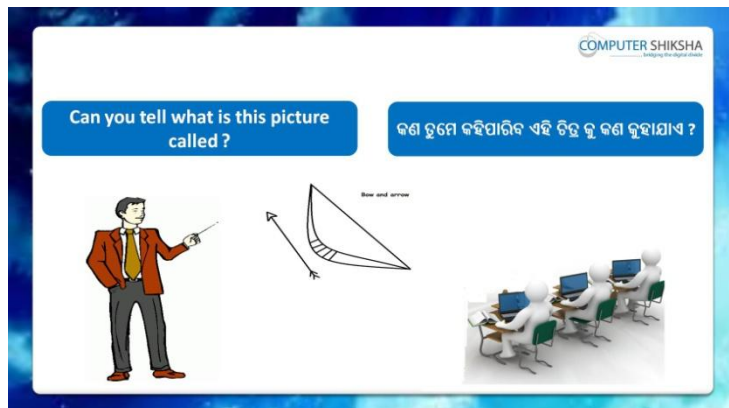 COMPUTER SHIKSHA
......... bridging the digital divide
Can you tell what is this picture
called ?
କଣ ତୁମେ କହିପାରିବ ଏହି ଚିତ୍ର କୁ କଣ କୁହାଯାଏ ?
Bow and arrow